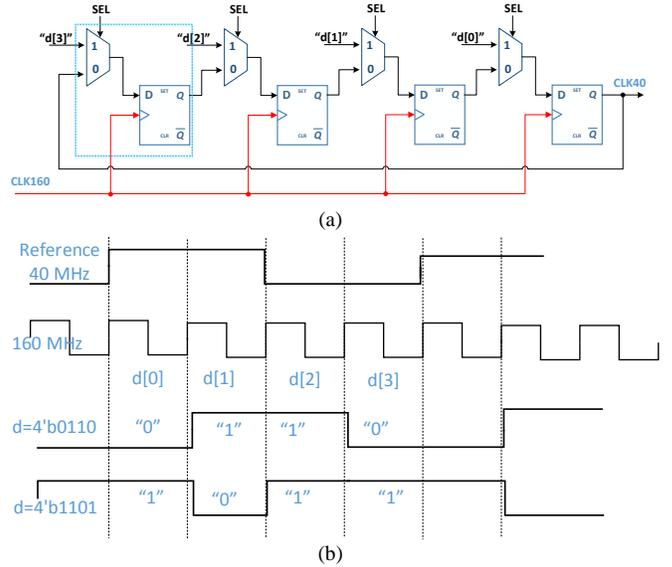 SEL SEL SEL SEL
"d[3]" "d[2]" "d[1]" "d[0]"
1 1 1 1
0 0 0 0
D SET Q D SET Q D SET Q D SET Q
CLR Q CLR Q CLR Q CLR Q
CLK40
CLK160
(a)
Reference
40 MHz
160 MHz
d[0] d[1] d[2] d[3]
d=4'b0110 "0" "1" "1" "0"
d=4'b1101 "1" "0" "1" "1"
(b)